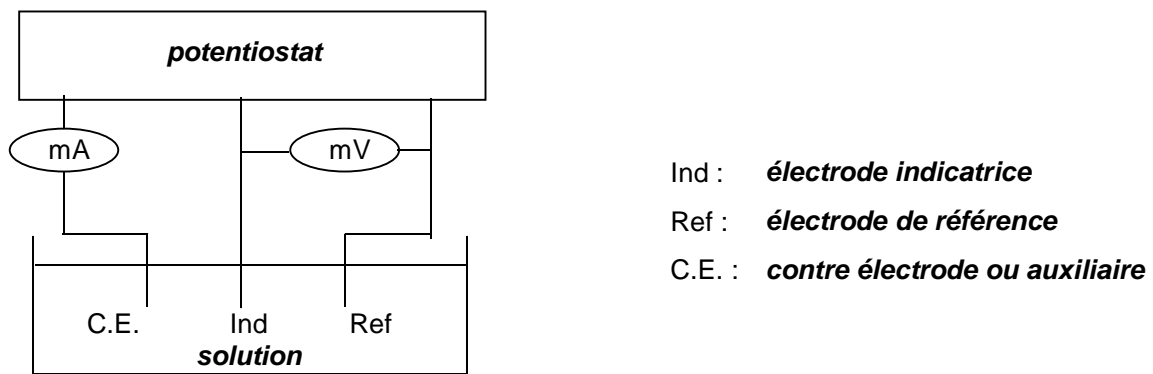 potentiostat
mA
mV
C.E.
Ind
Ref
solution
Ind : électrode indicatrice
Ref : électrode de référence
C.E. : contre électrode ou auxiliaire